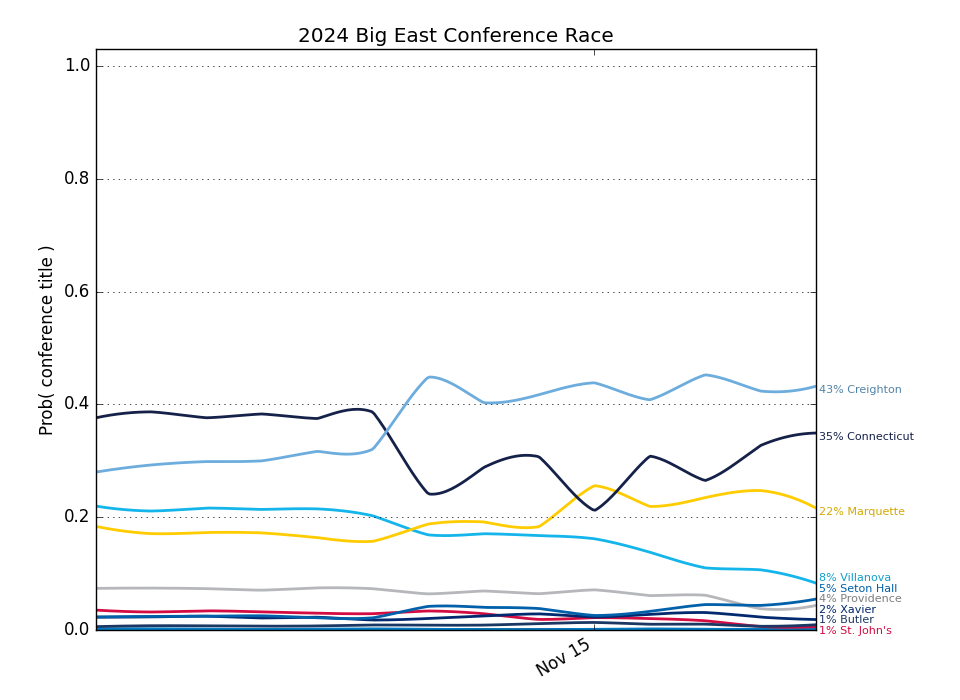 2024 Big East Conference Race
Prob( conference title )
1.0
0.8
0.6
0.4
0.2
0.0
Nov 15
43% Creighton
35% Connecticut
22% Marquette
8% Villanova
5% Seton Hall
4% Providence
2% Xavier
1% Butler
1% St. John's